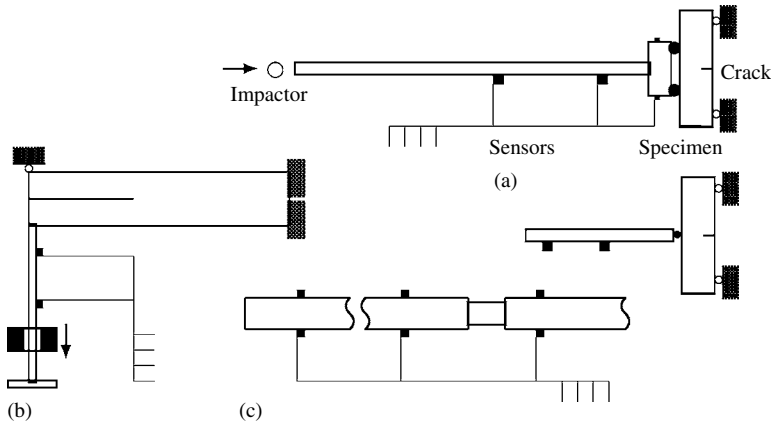 Impactor
Crack
Sensors
Specimen
(a)
(b)
(c)